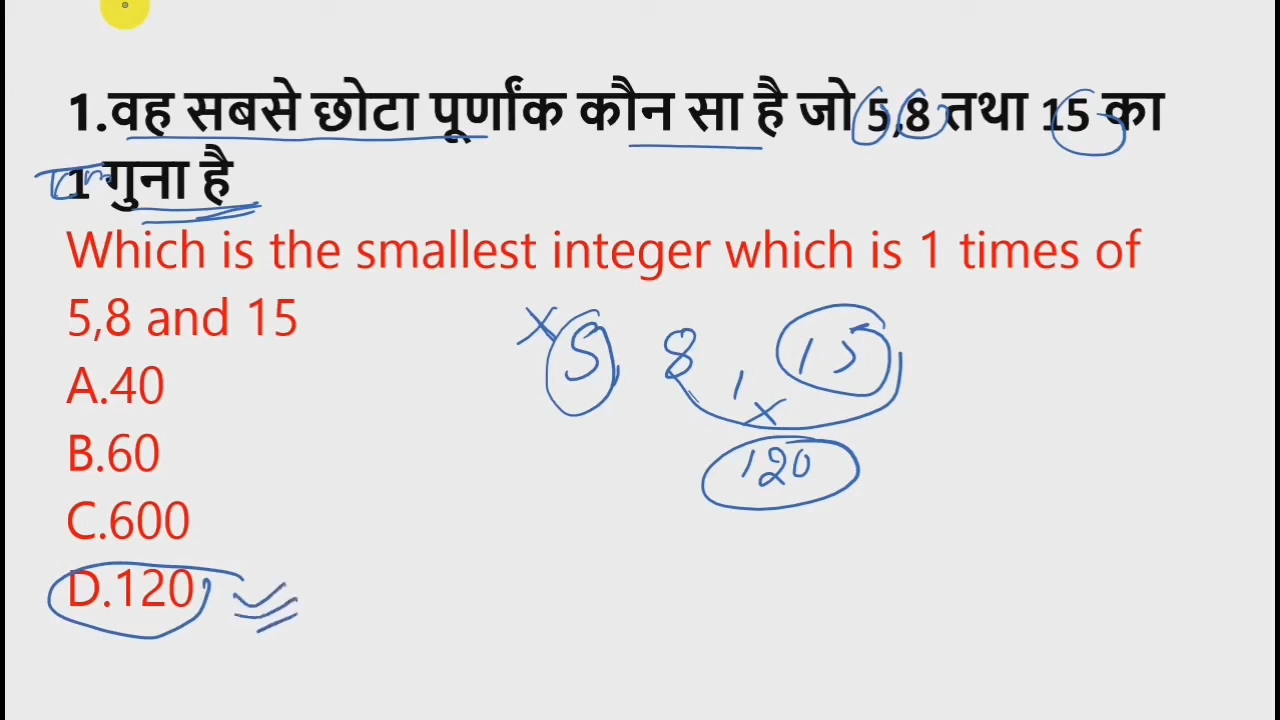 1.वह सबसे छोटा पूर्णांक कौन सा है जो 5,8 तथा 15 का
1 गुना है
Which is the smallest integer which is 1 times of
5,8 and 15
5 8 , 15
A.40
x
B.60
120
C.600
D.120